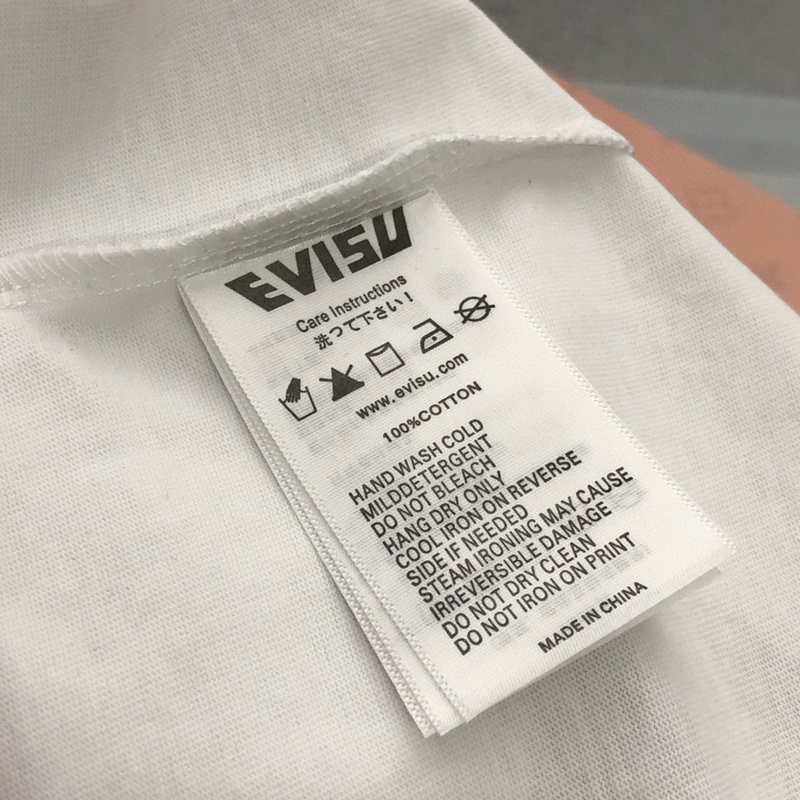 EVISU
Care Instructions
洗って下さい!
www.evisu.com
100%COTTON
HAND WASH COLD
MILDDETERGENT
DO NOT BLEACH
HANG DRY ONLY
COOL IRON ON REVERSE
SIDE IF NEEDED
STEAM IRONING MAY CAUSE
IRREVERSIBLE DAMAGE
DO NOT DRY CLEAN
DO NOT IRON ON PRINT
MADE IN CHINA